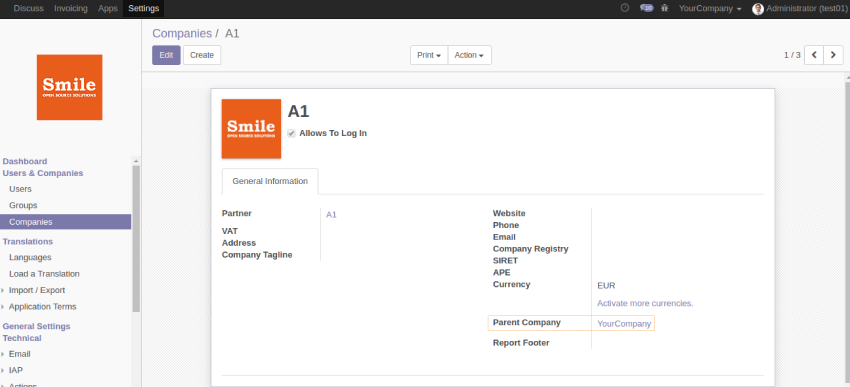 Discuss Invoicing Apps Settings 10 YourCompany Administrator (test01)
Companies / A1
Edit Create Print Action 1 / 3
Smile
OPEN SOURCE SOLUTIONS
Dashboard
Users & Companies
Users
Groups
Companies
Translations
Languages
Load a Translation
Import / Export
Application Terms
General Settings
Technical
Email
IAP
Actions
Smile
OPEN SOURCE SOLUTIONS
A1
Allows To Log In
General Information
Partner A1
VAT
Address
Company Tagline
Website
Phone
Email
Company Registry
SIRET
APE
Currency EUR
Activate more currencies.
Parent Company YourCompany
Report Footer